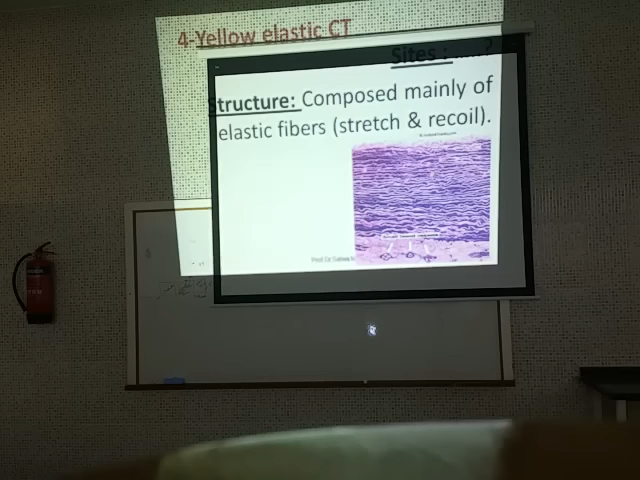 4-Yellow elastic CT
Sites : ?
Structure: Composed mainly of
elastic fibers (stretch & recoil).